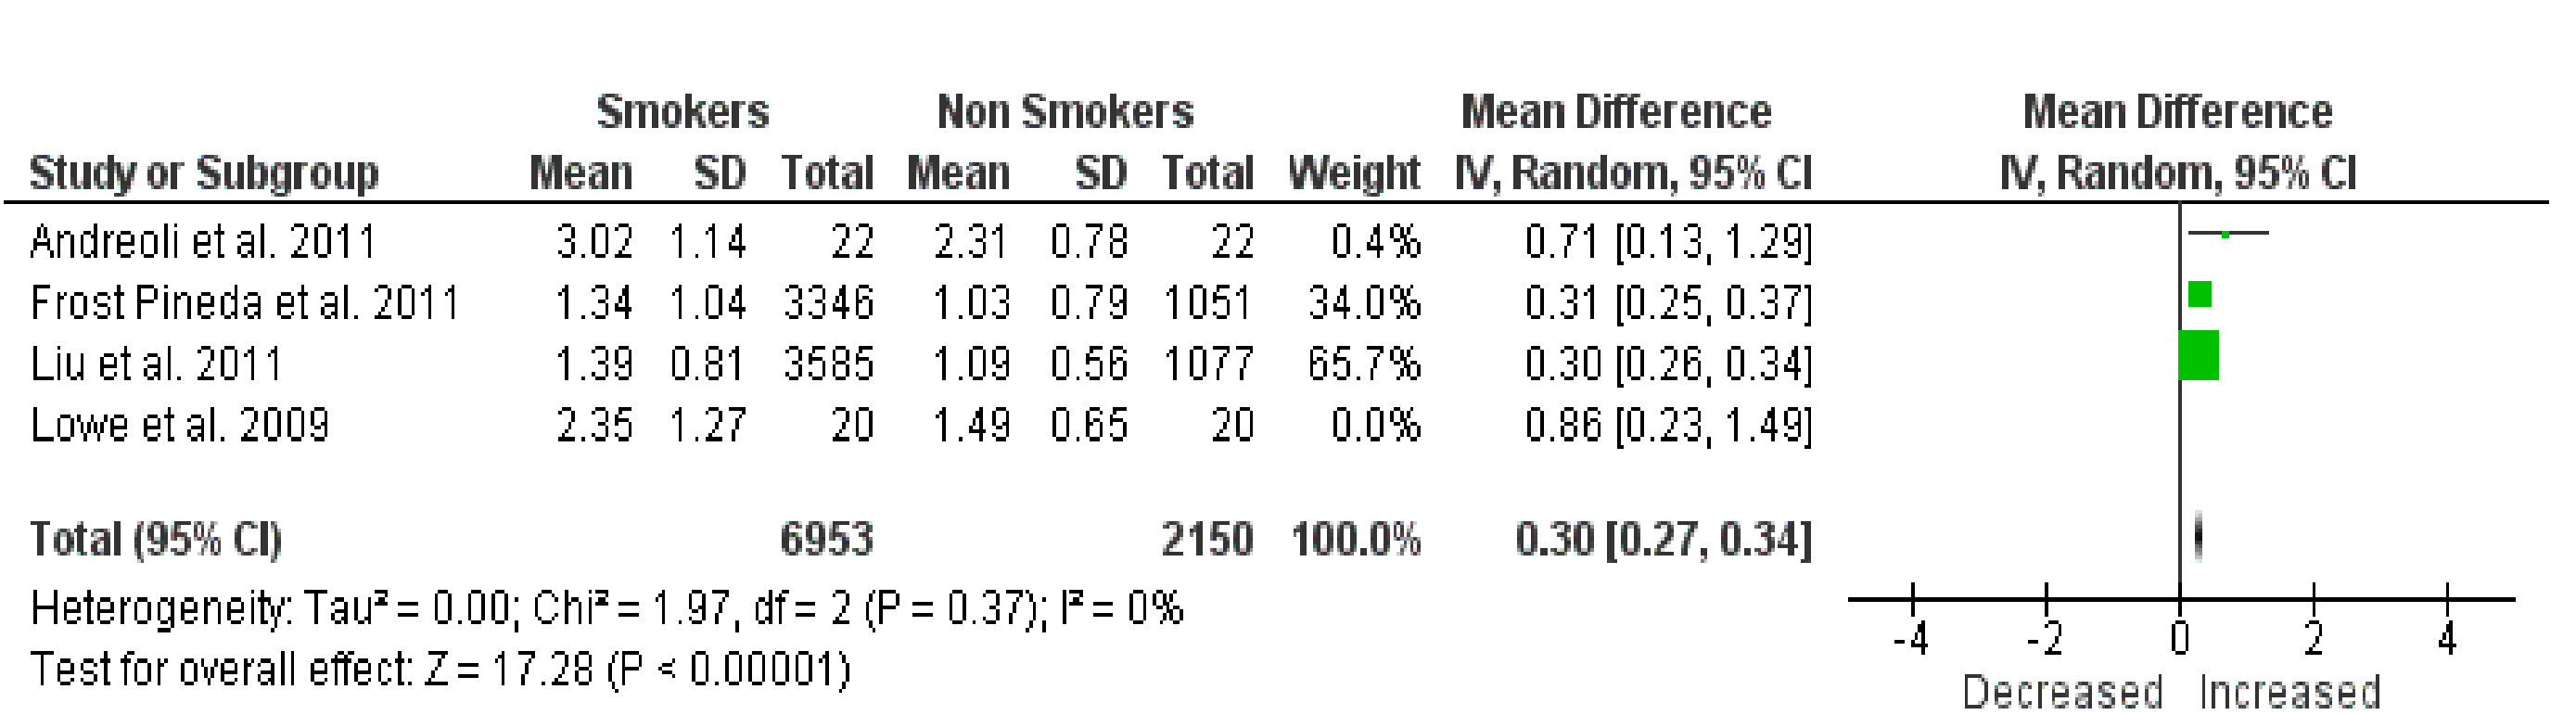 Smokers Non Smokers Mean Difference Mean Difference
Study or Subgroup Mean SD Total Mean SD Total Weight IV, Random, 95% CI IV, Random, 95% CI
Andreoli et al. 2011 3.02 1.14 22 2.31 0.78 22 0.4% 0.71 [0.13, 1.29]
Frost Pineda et al. 2011 1.34 1.04 3346 1.03 0.79 1051 34.0% 0.31 [0.25, 0.37]
Liu et al. 2011 1.39 0.81 3585 1.09 0.56 1077 65.7% 0.30 [0.26, 0.34]
Lowe et al. 2009 2.35 1.27 20 1.49 0.65 20 0.0% 0.86 [0.23, 1.49]
Total (95% CI) 6953 2150 100.0% 0.30 [0.27, 0.34]
Heterogeneity: Tau² = 0.00; Chi² = 1.97, df = 2 (P = 0.37); I² = 0%
Test for overall effect: Z = 17.28 (P < 0.00001)
-4 -2 0 2 4
Decreased Increased